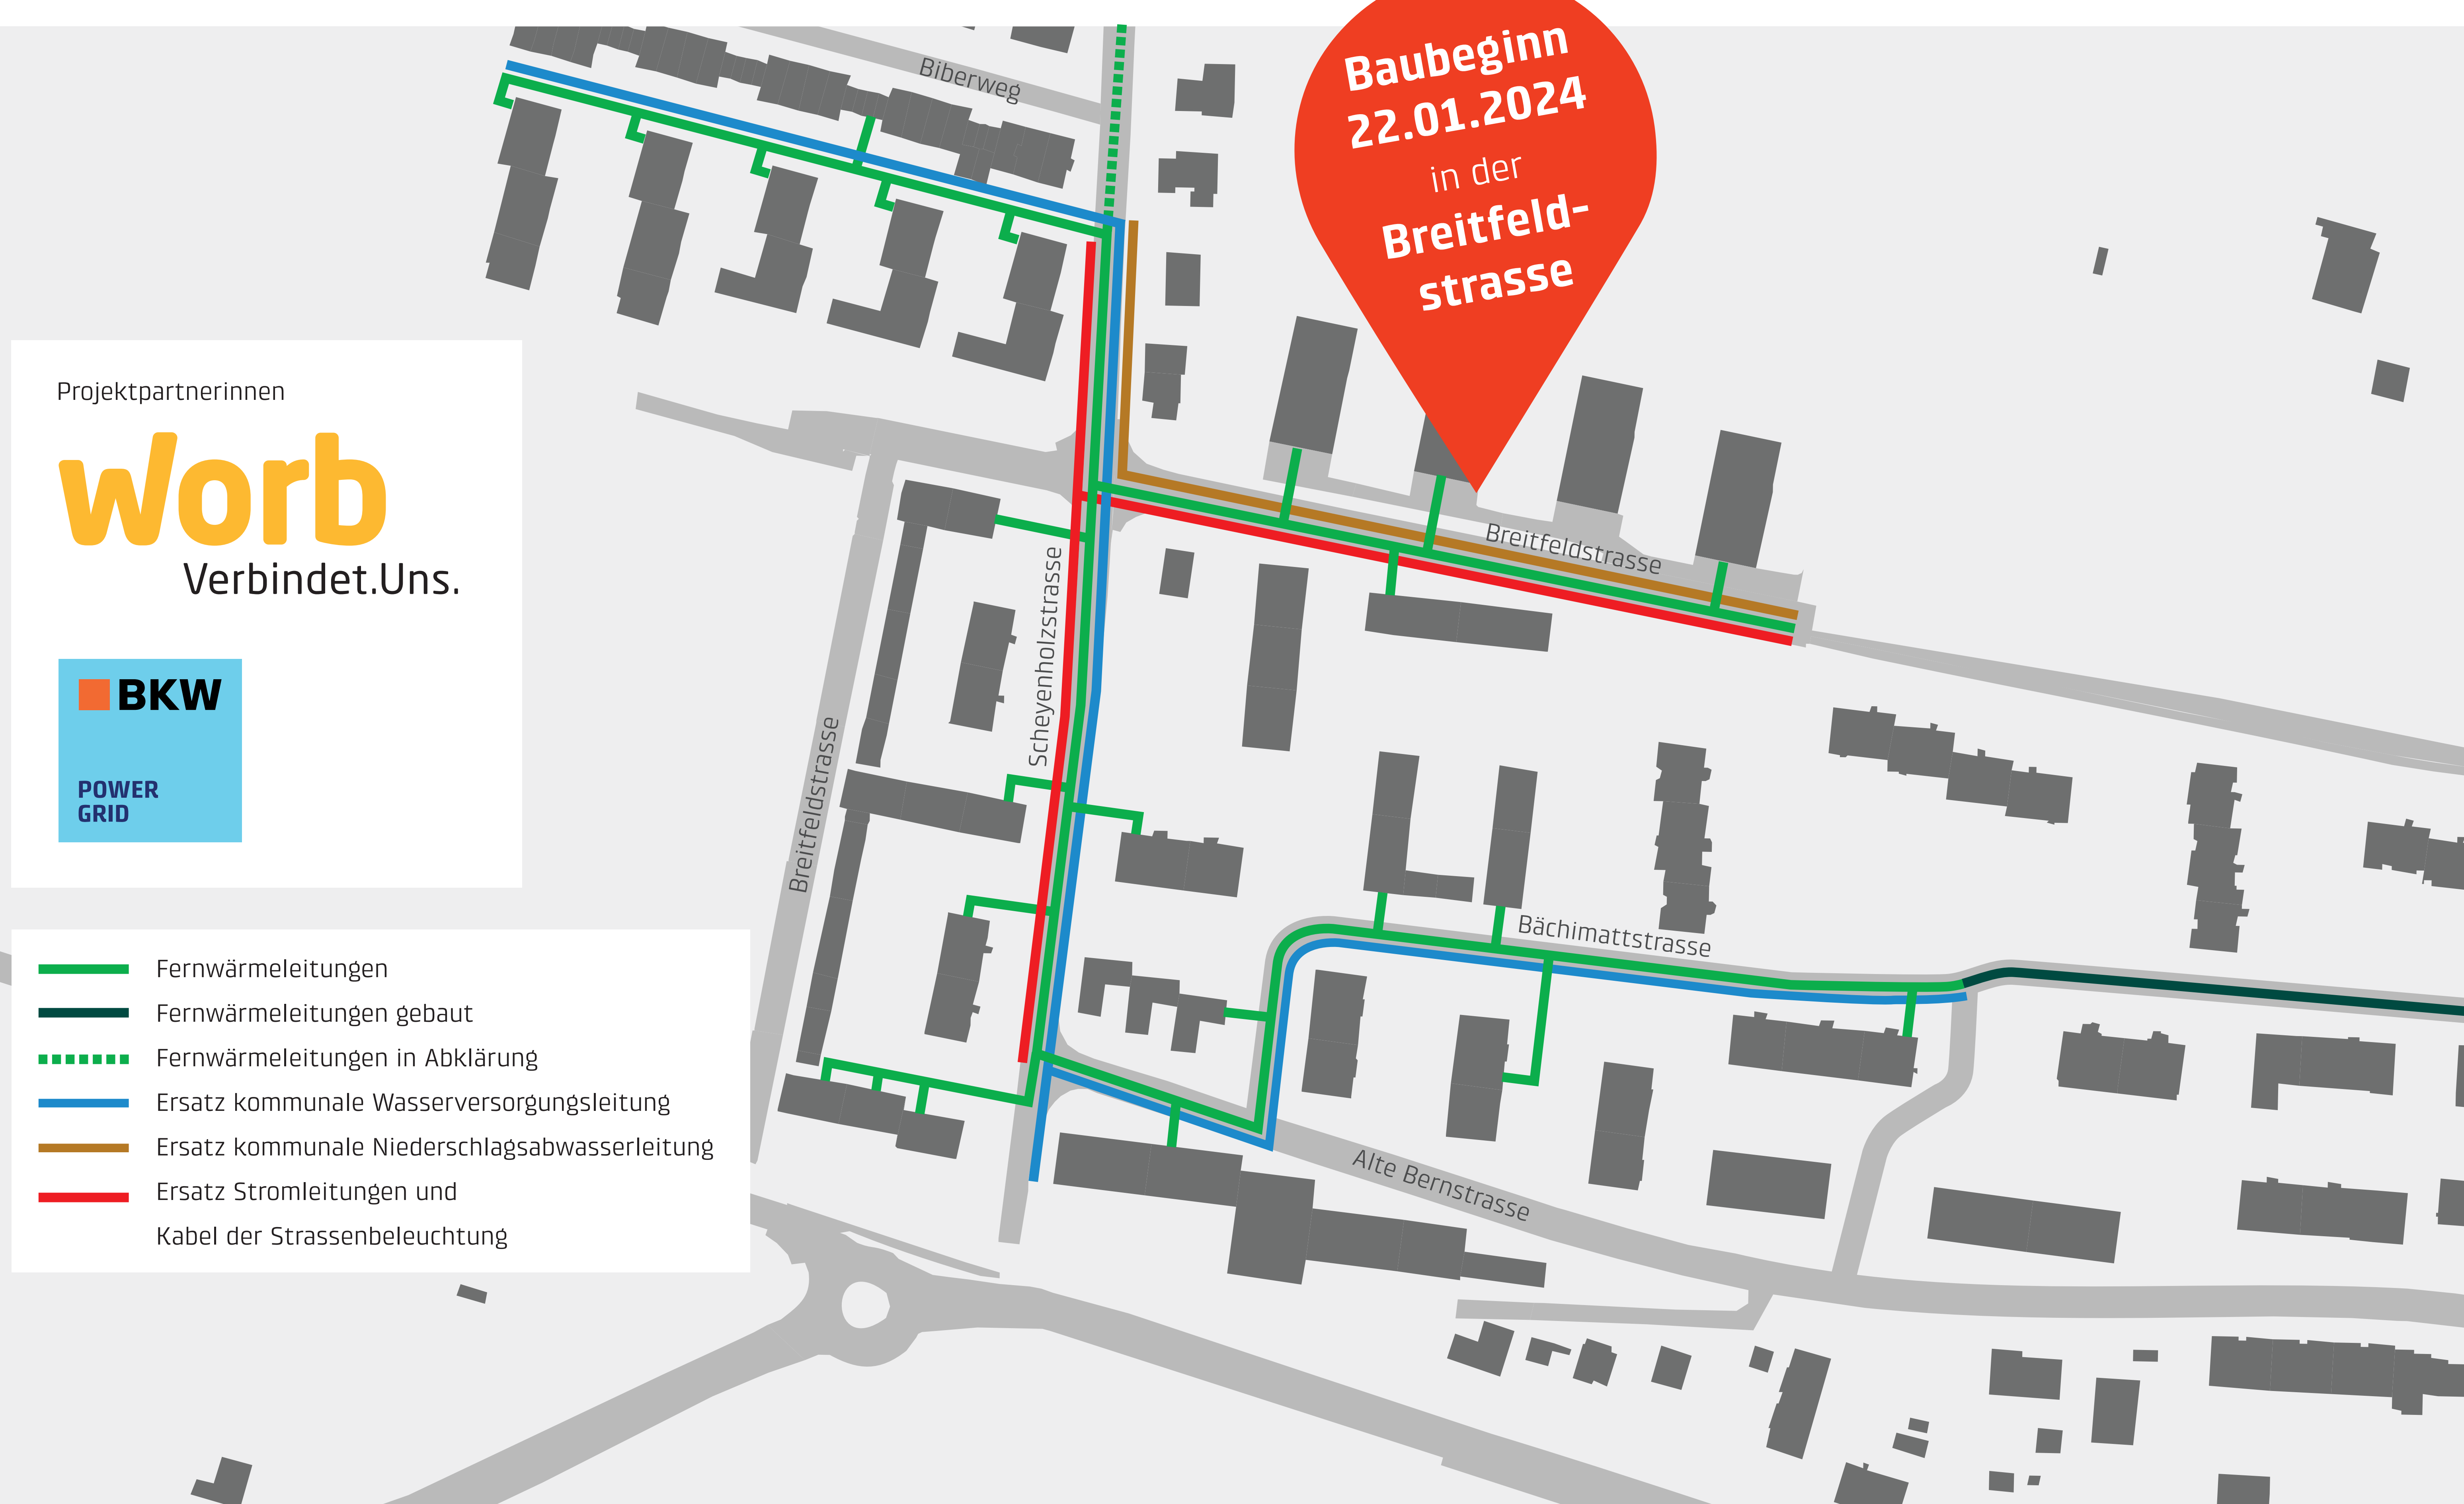 Biberweg
Baubeginn
22.01.2024
in der
Breitfeld-
strasse
Projektpartnerinnen
worb
Verbindet.Uns.
BKW
POWER
GRID
Breitfeldstrasse
Scheyenholzstrasse
Breitfeldstrasse
Bächimattstrasse
Alte Bernstrasse
Fernwärmeleitungen
Fernwärmeleitungen gebaut
Fernwärmeleitungen in Abklärung
Ersatz kommunale Wasserversorgungsleitung
Ersatz kommunale Niederschlagsabwasserleitung
Ersatz Stromleitungen und
Kabel der Strassenbeleuchtung